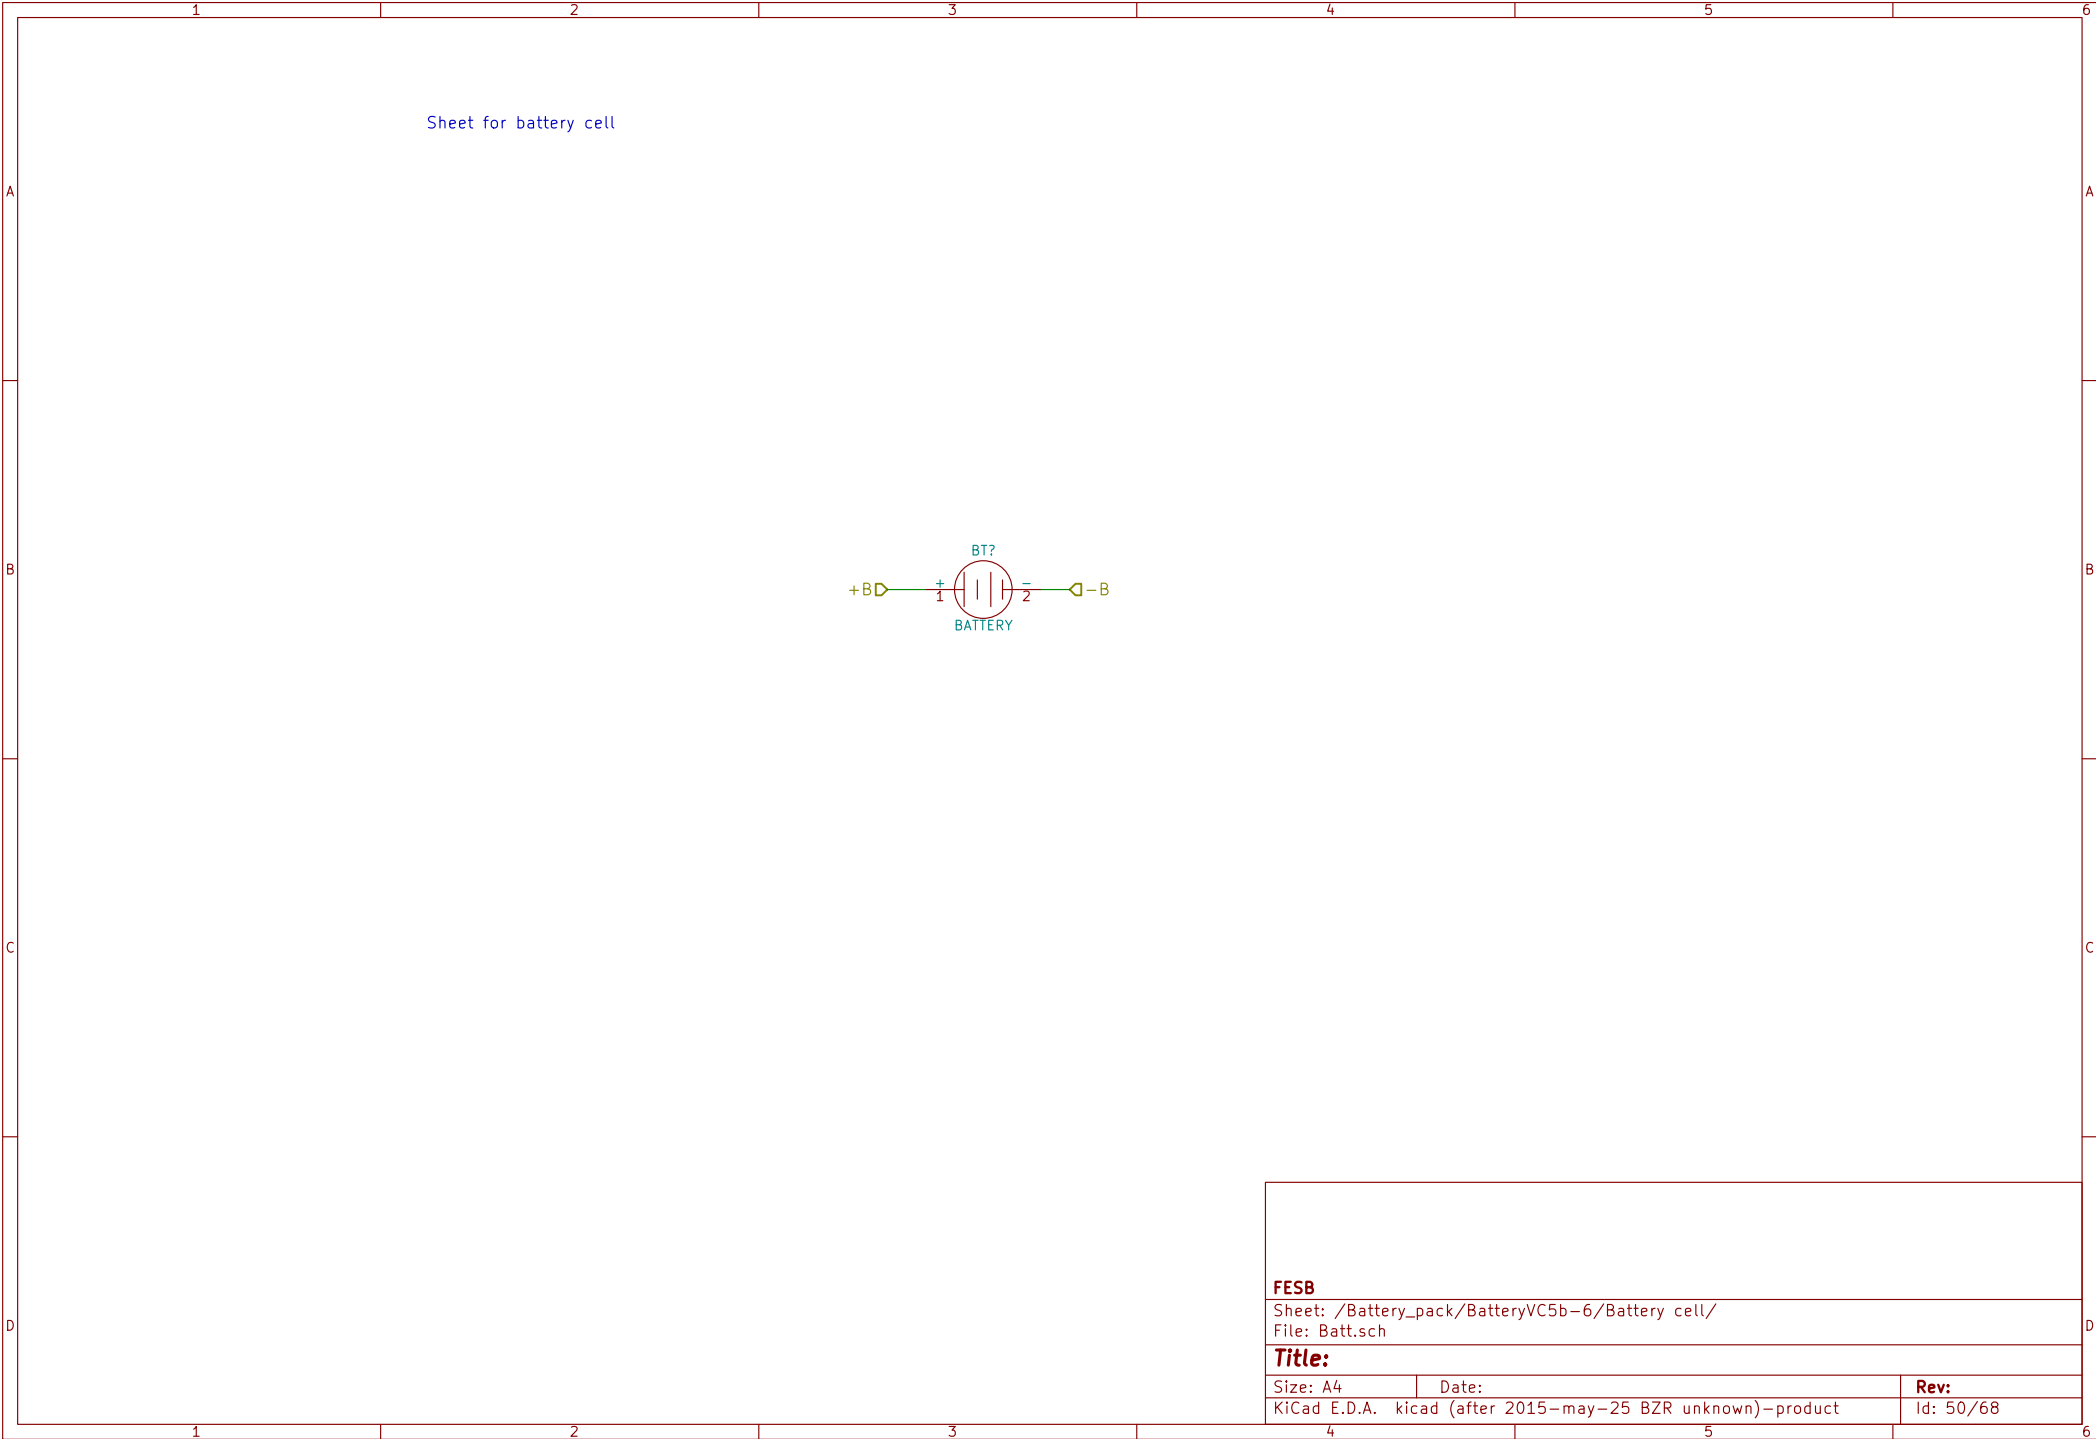 1 2 3 4 5 6
Sheet for battery cell
A A
BT?
B B
+B + - -B
1 2
BATTERY
C C
FESB
Sheet: /Battery_pack/BatteryVC5b-6/Battery cell/
File: Batt.sch
D D
Title:
Size: A4 Date: Rev:
KiCad E.D.A. kicad (after 2015-may-25 BZR unknown)-product Id: 50/68
1 2 3 4 5 6